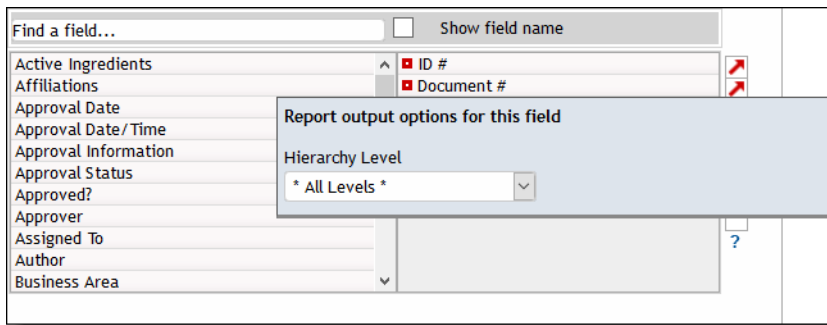 Find a field...
Show field name
Active Ingredients
Affiliations
Approval Date
Approval Date/Time
Approval Information
Approval Status
Approved?
Approver
Assigned To
Author
Business Area
ID #
Document #
Report output options for this field
Hierarchy Level
* All Levels *
?